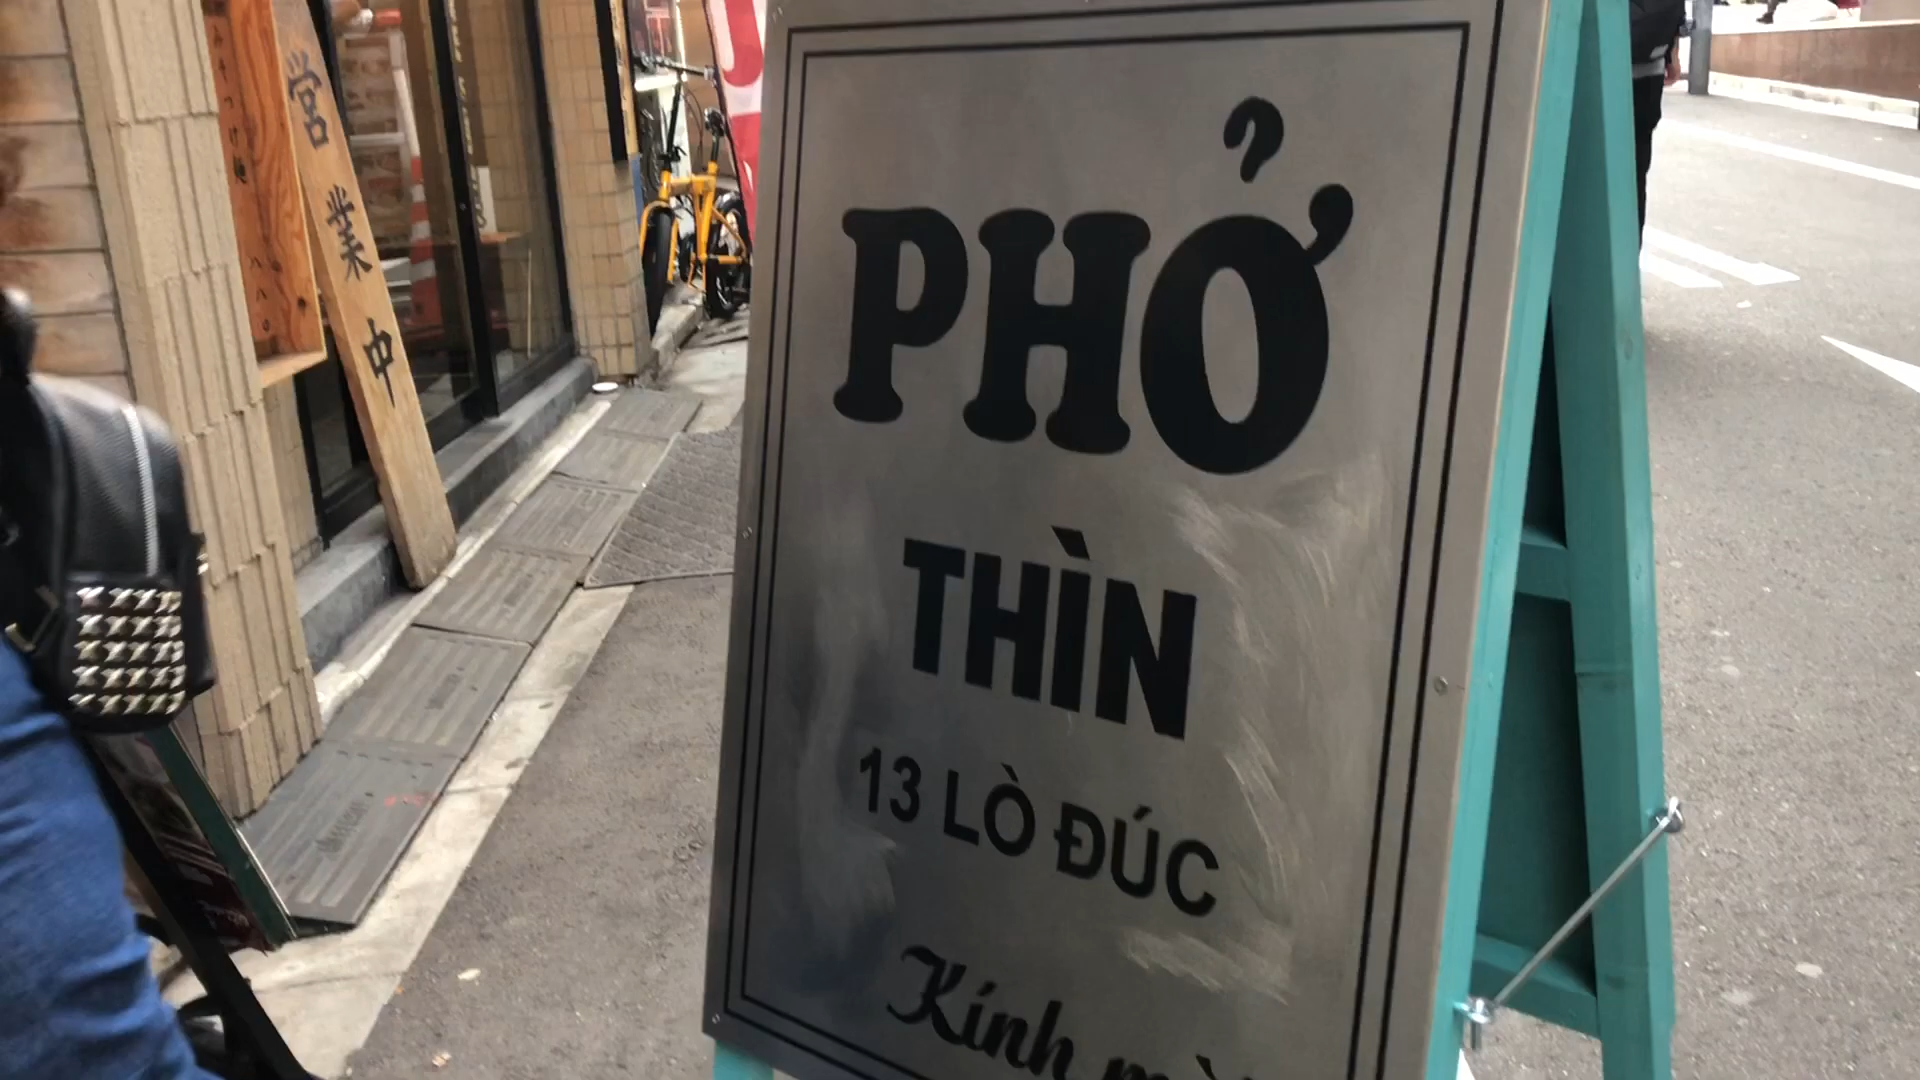 営業中
PHỞ
THÌN
13 LÒ ĐÚC
Kính